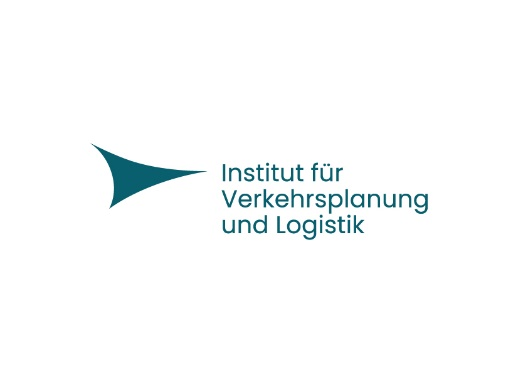 Institut für
Verkehrsplanung
und Logistik